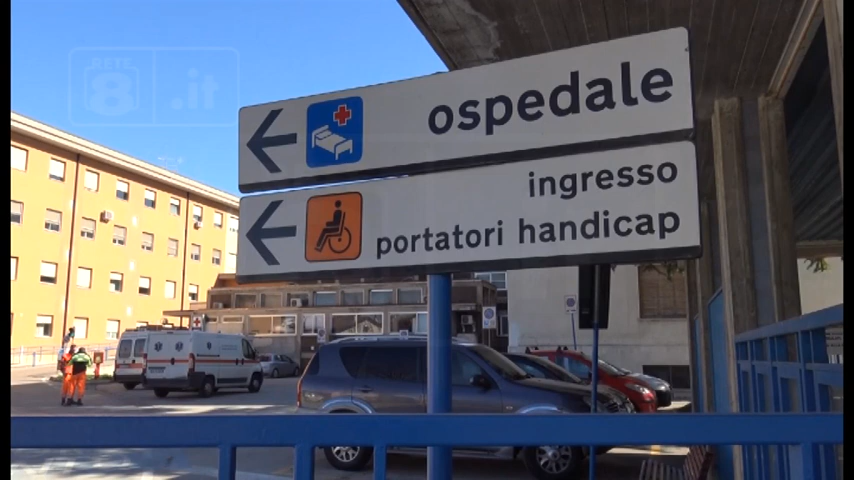 RETE
8 .it
ospedale
ingresso
portatori handicap